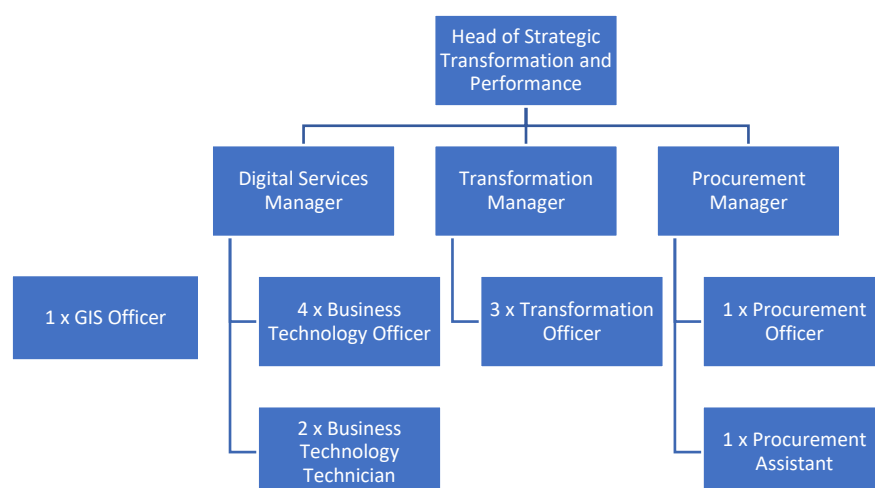 Head of Strategic
Transformation and
Performance
Digital Services
Manager
Transformation
Manager
Procurement
Manager
1 x GIS Officer
4 x Business
Technology Officer
3 x Transformation
Officer
1 x Procurement
Officer
2 x Business
Technology
Technician
1 x Procurement
Assistant